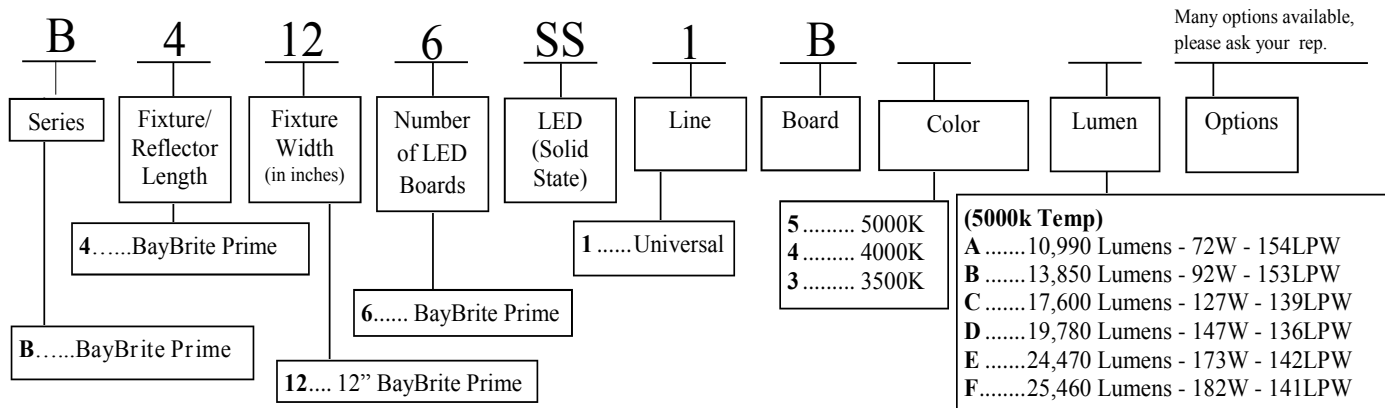 Many options available,
please ask your rep.
B 4 12 6 SS 1 B
Series
Fixture/
Reflector
Length
Fixture
Width
(in inches)
Number
of LED
Boards
LED
(Solid
State)
Line
Board
Color
Lumen
Options
4......BayBrite Prime
1 ......Universal
5 ......... 5000K
4 ......... 4000K
3 ......... 3500K
(5000k Temp)
A .......10,990 Lumens - 72W - 154LPW
B .......13,850 Lumens - 92W - 153LPW
C .......17,600 Lumens - 127W - 139LPW
D .......19,780 Lumens - 147W - 136LPW
E .......24,470 Lumens - 173W - 142LPW
F........25,460 Lumens - 182W - 141LPW
6...... BayBrite Prime
B…...BayBrite Prime
12.... 12” BayBrite Prime